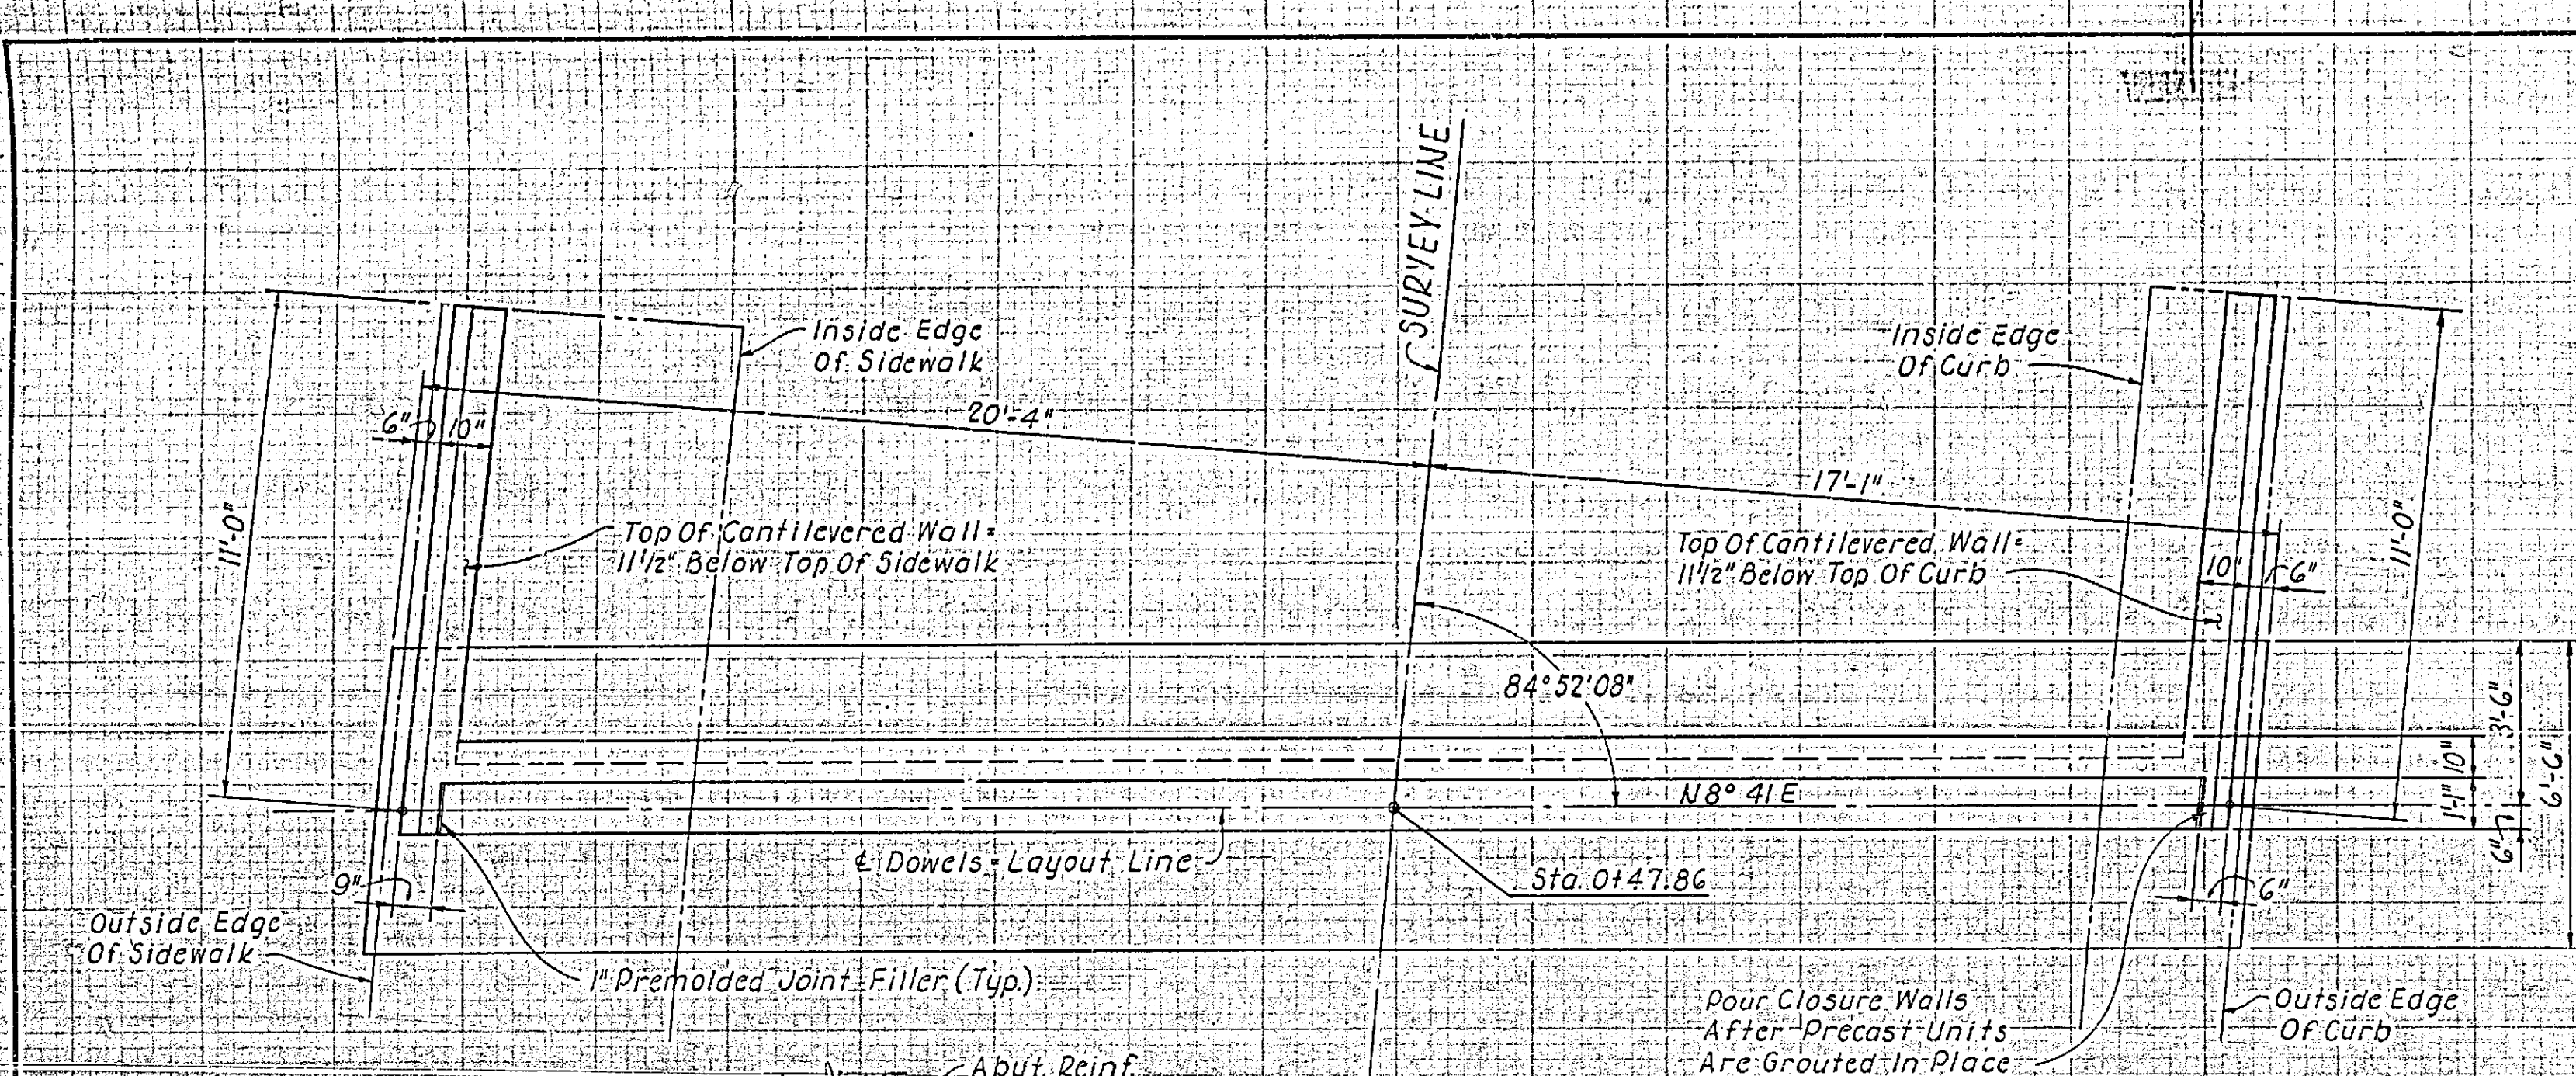 SURVEY LINE
Inside Edge
Of Sidewalk
Inside Edge
Of Curb
20'-4"
6"
10"
17'-1"
11'-0"
Top Of Cantilevered Wall =
11 1/2" Below Top Of Sidewalk
Top Of Cantilevered Wall =
11 1/2" Below Top Of Curb
10"
6"
11'-0"
84°52'08"
3'-6"
10"
1'-1"
6'-6"
6"
N 8° 41 E
₵ Dowels = Layout Line
Sta. 0+47.86
9"
6"
Outside Edge
Of Sidewalk
1" Premolded Joint Filler (Typ.)
Pour Closure Walls
After Precast Units
Are Grouted In Place
Outside Edge
Of Curb
Abut. Reinf.